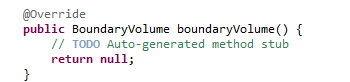 @Override
public BoundaryVolume boundaryVolume() {
// TODO Auto-generated method stub
return null;
}